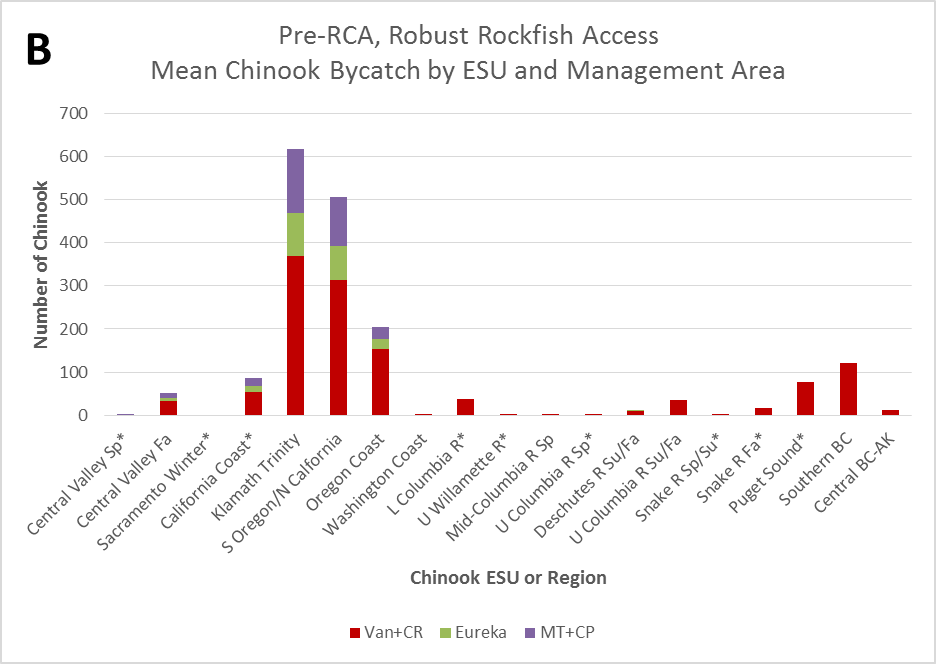 B
Pre-RCA, Robust Rockfish Access
Mean Chinook Bycatch by ESU and Management Area
Number of Chinook
700
600
500
400
300
200
100
0
Central Valley Sp*
Central Valley Fa
Sacramento Winter*
California Coast*
Klamath Trinity
S Oregon/N California
Oregon Coast
Washington Coast
L Columbia R*
U Willamette R*
Mid-Columbia R Sp
U Columbia R Sp*
Deschutes R Su/Fa
U Columbia R Su/Fa
Snake R Sp/Su*
Snake R Fa*
Puget Sound*
Southern BC
Central BC-AK
Chinook ESU or Region
Van+CR Eureka MT+CP